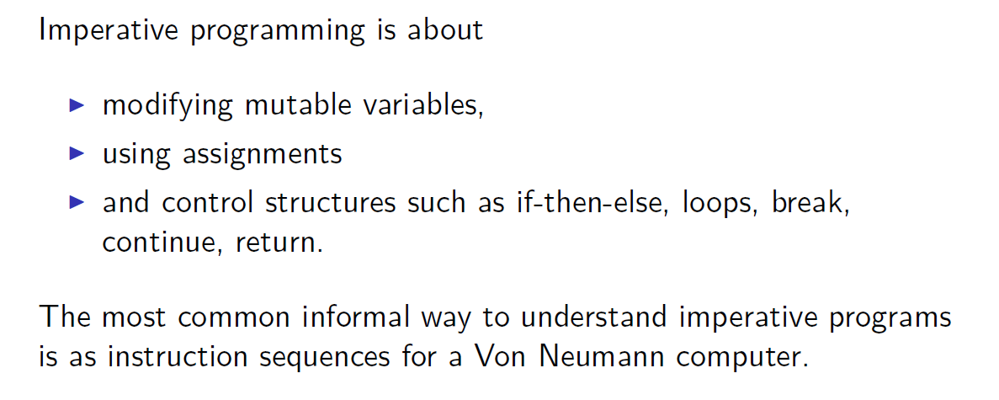 Imperative programming is about
▶ modifying mutable variables,
▶ using assignments
▶ and control structures such as if-then-else, loops, break,
continue, return.
The most common informal way to understand imperative programs
is as instruction sequences for a Von Neumann computer.